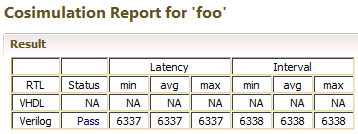 Cosimulation Report for 'foo'
Result
Latency Interval
RTL Status min avg max min avg max
VHDL NA NA NA NA NA NA NA
Verilog Pass 6337 6337 6337 6338 6338 6338